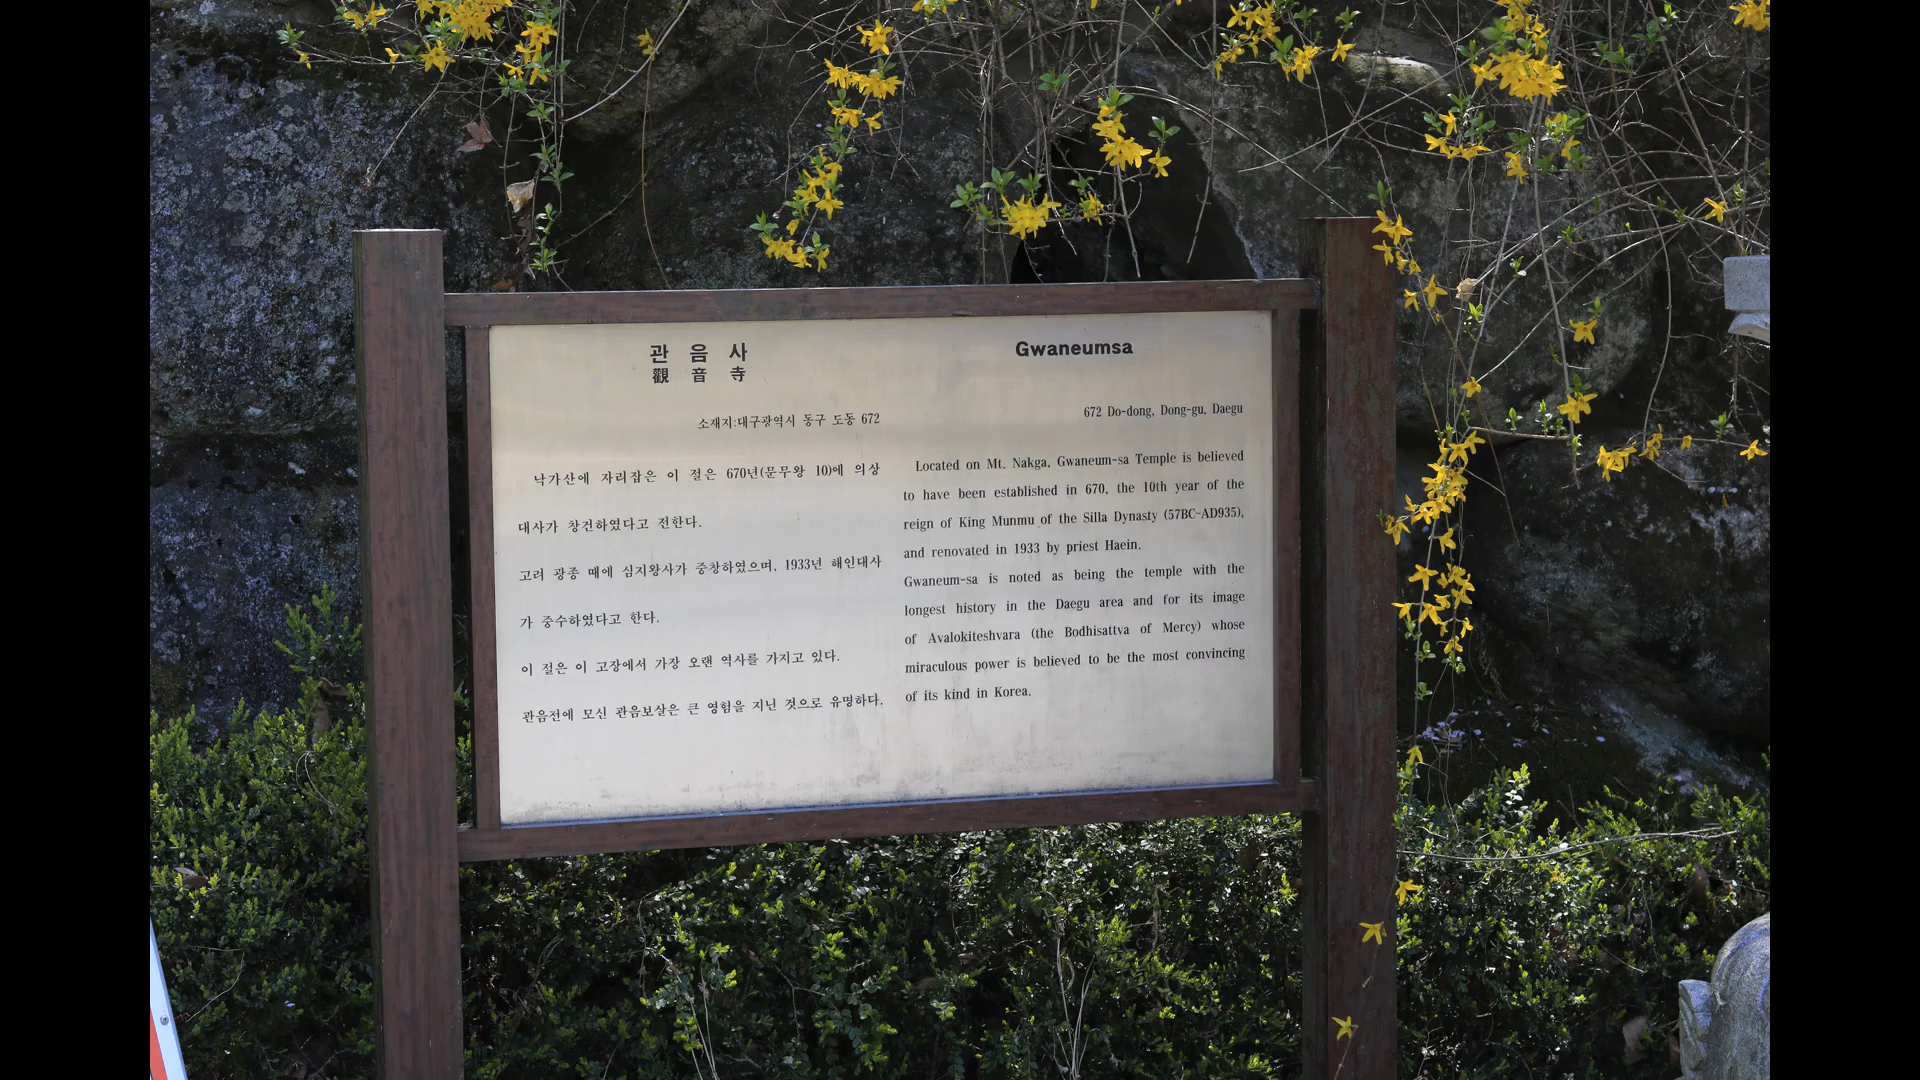 관 음 사
觀 音 寺
소재지:대구광역시 동구 도동 672
낙가산에 자리잡은 이 절은 670년(문무왕 10)에 의상
대사가 창건하였다고 전한다.
고려 광종 때에 심지왕사가 중창하였으며, 1933년 해인대사
가 중수하였다고 한다.
이 절은 이 고장에서 가장 오랜 역사를 가지고 있다.
관음전에 모신 관음보살은 큰 영험을 지닌 것으로 유명하다.
Gwaneumsa
672 Do-dong, Dong-gu, Daegu
Located on Mt. Nakga, Gwaneum-sa Temple is believed
to have been established in 670, the 10th year of the
reign of King Munmu of the Silla Dynasty (57BC~AD935),
and renovated in 1933 by priest Haein.
Gwaneum-sa is noted as being the temple with the
longest history in the Daegu area and for its image
of Avalokiteshvara (the Bodhisattva of Mercy) whose
miraculous power is believed to be the most convincing
of its kind in Korea.